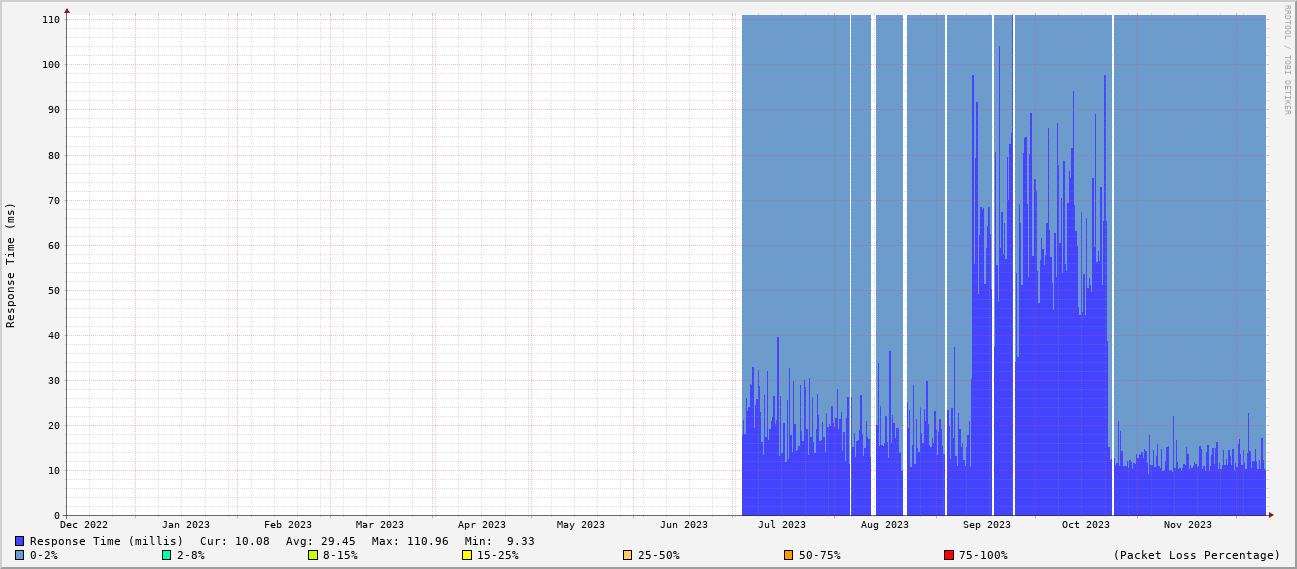 RRDTOOL / TOBI OETIKER
Response Time (ms)
110
100
90
80
70
60
50
40
30
20
10
0
Dec 2022 Jan 2023 Feb 2023 Mar 2023 Apr 2023 May 2023 Jun 2023 Jul 2023 Aug 2023 Sep 2023 Oct 2023 Nov 2023
Response Time (millis) Cur: 10.08 Avg: 29.45 Max: 110.96 Min: 9.33
0-2% 2-8% 8-15% 15-25% 25-50% 50-75% 75-100% (Packet Loss Percentage)